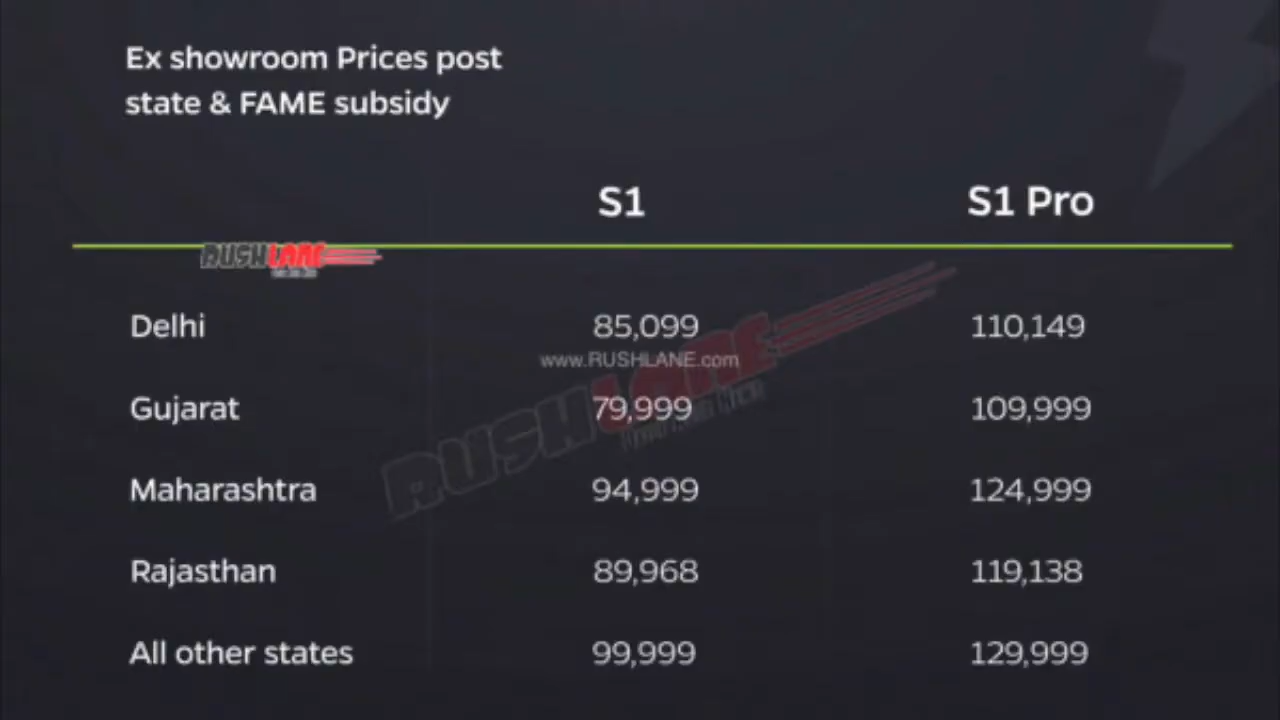 Ex showroom Prices post
state & FAME subsidy
S1 S1 Pro
RUSHLANE
Delhi 85,099 110,149
www.RUSHLANE.com
RUSHLANE
Gujarat 79,999 109,999
Maharashtra 94,999 124,999
Rajasthan 89,968 119,138
All other states 99,999 129,999